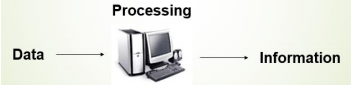 Processing
Data
Information